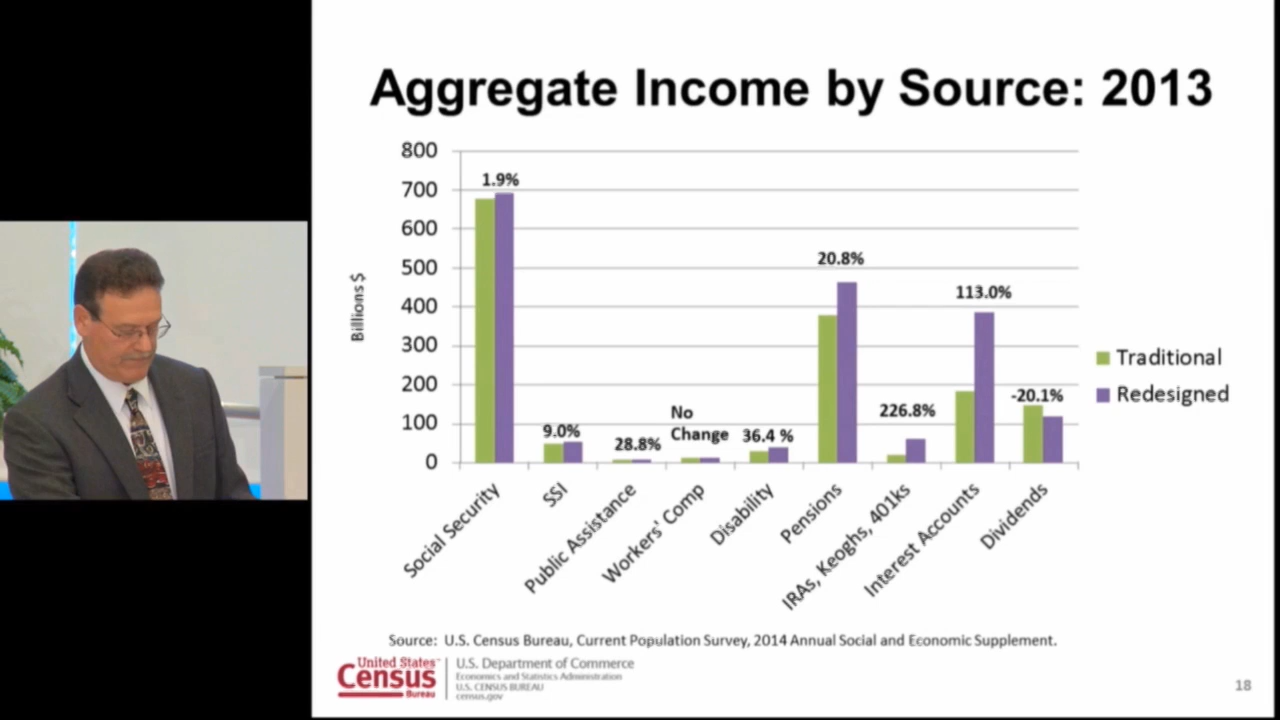 Aggregate Income by Source: 2013
800
700
600
500
400
300
200
100
0
Billions $
1.9%
9.0%
28.8%
No
Change
36.4 %
20.8%
226.8%
113.0%
-20.1%
Traditional
Redesigned
Social Security
SSI
Public Assistance
Workers' Comp
Disability
Pensions
IRAs, Keoghs, 401ks
Interest Accounts
Dividends
Source: U.S. Census Bureau, Current Population Survey, 2014 Annual Social and Economic Supplement.
United States™
Census
Bureau
U.S. Department of Commerce
Economics and Statistics Administration
U.S. CENSUS BUREAU
census.gov
18